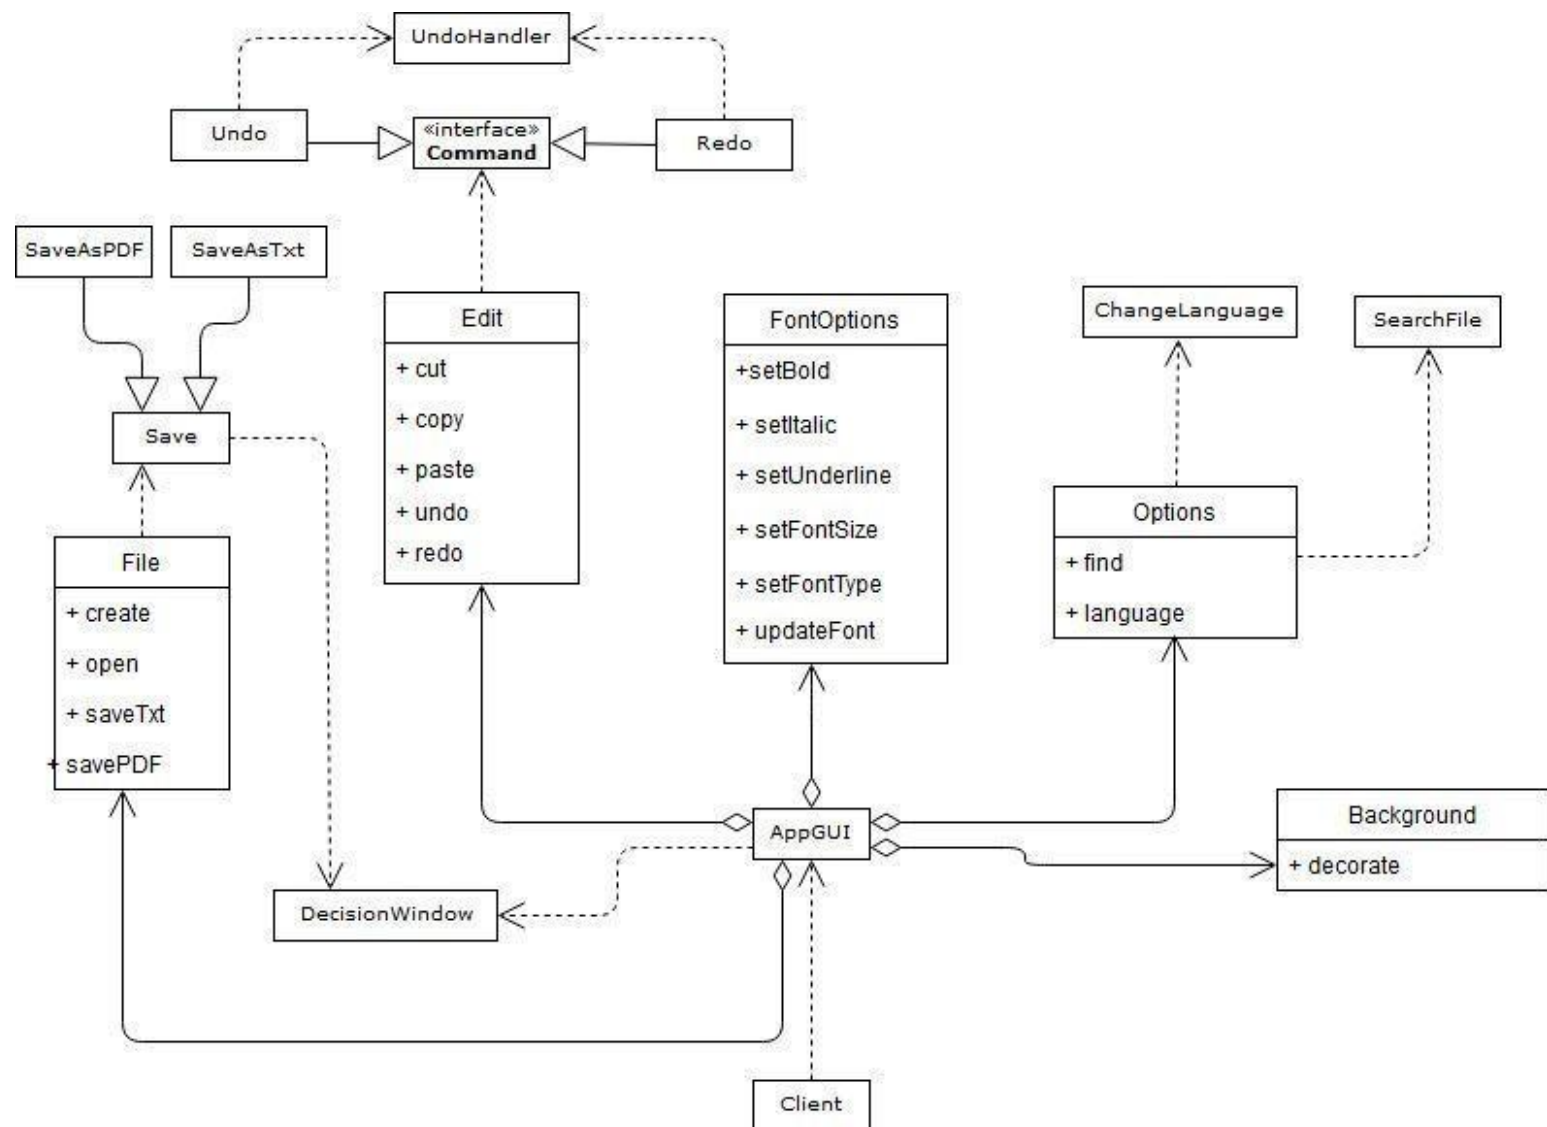 UndoHandler
Undo
«interface»
Command
Redo
SaveAsPDF
SaveAsTxt
Save
File
+ create
+ open
+ saveTxt
+ savePDF
Edit
+ cut
+ copy
+ paste
+ undo
+ redo
FontOptions
+setBold
+ setItalic
+ setUnderline
+ setFontSize
+ setFontType
+ updateFont
ChangeLanguage
SearchFile
Options
+ find
+ language
AppGUI
Background
+ decorate
DecisionWindow
Client